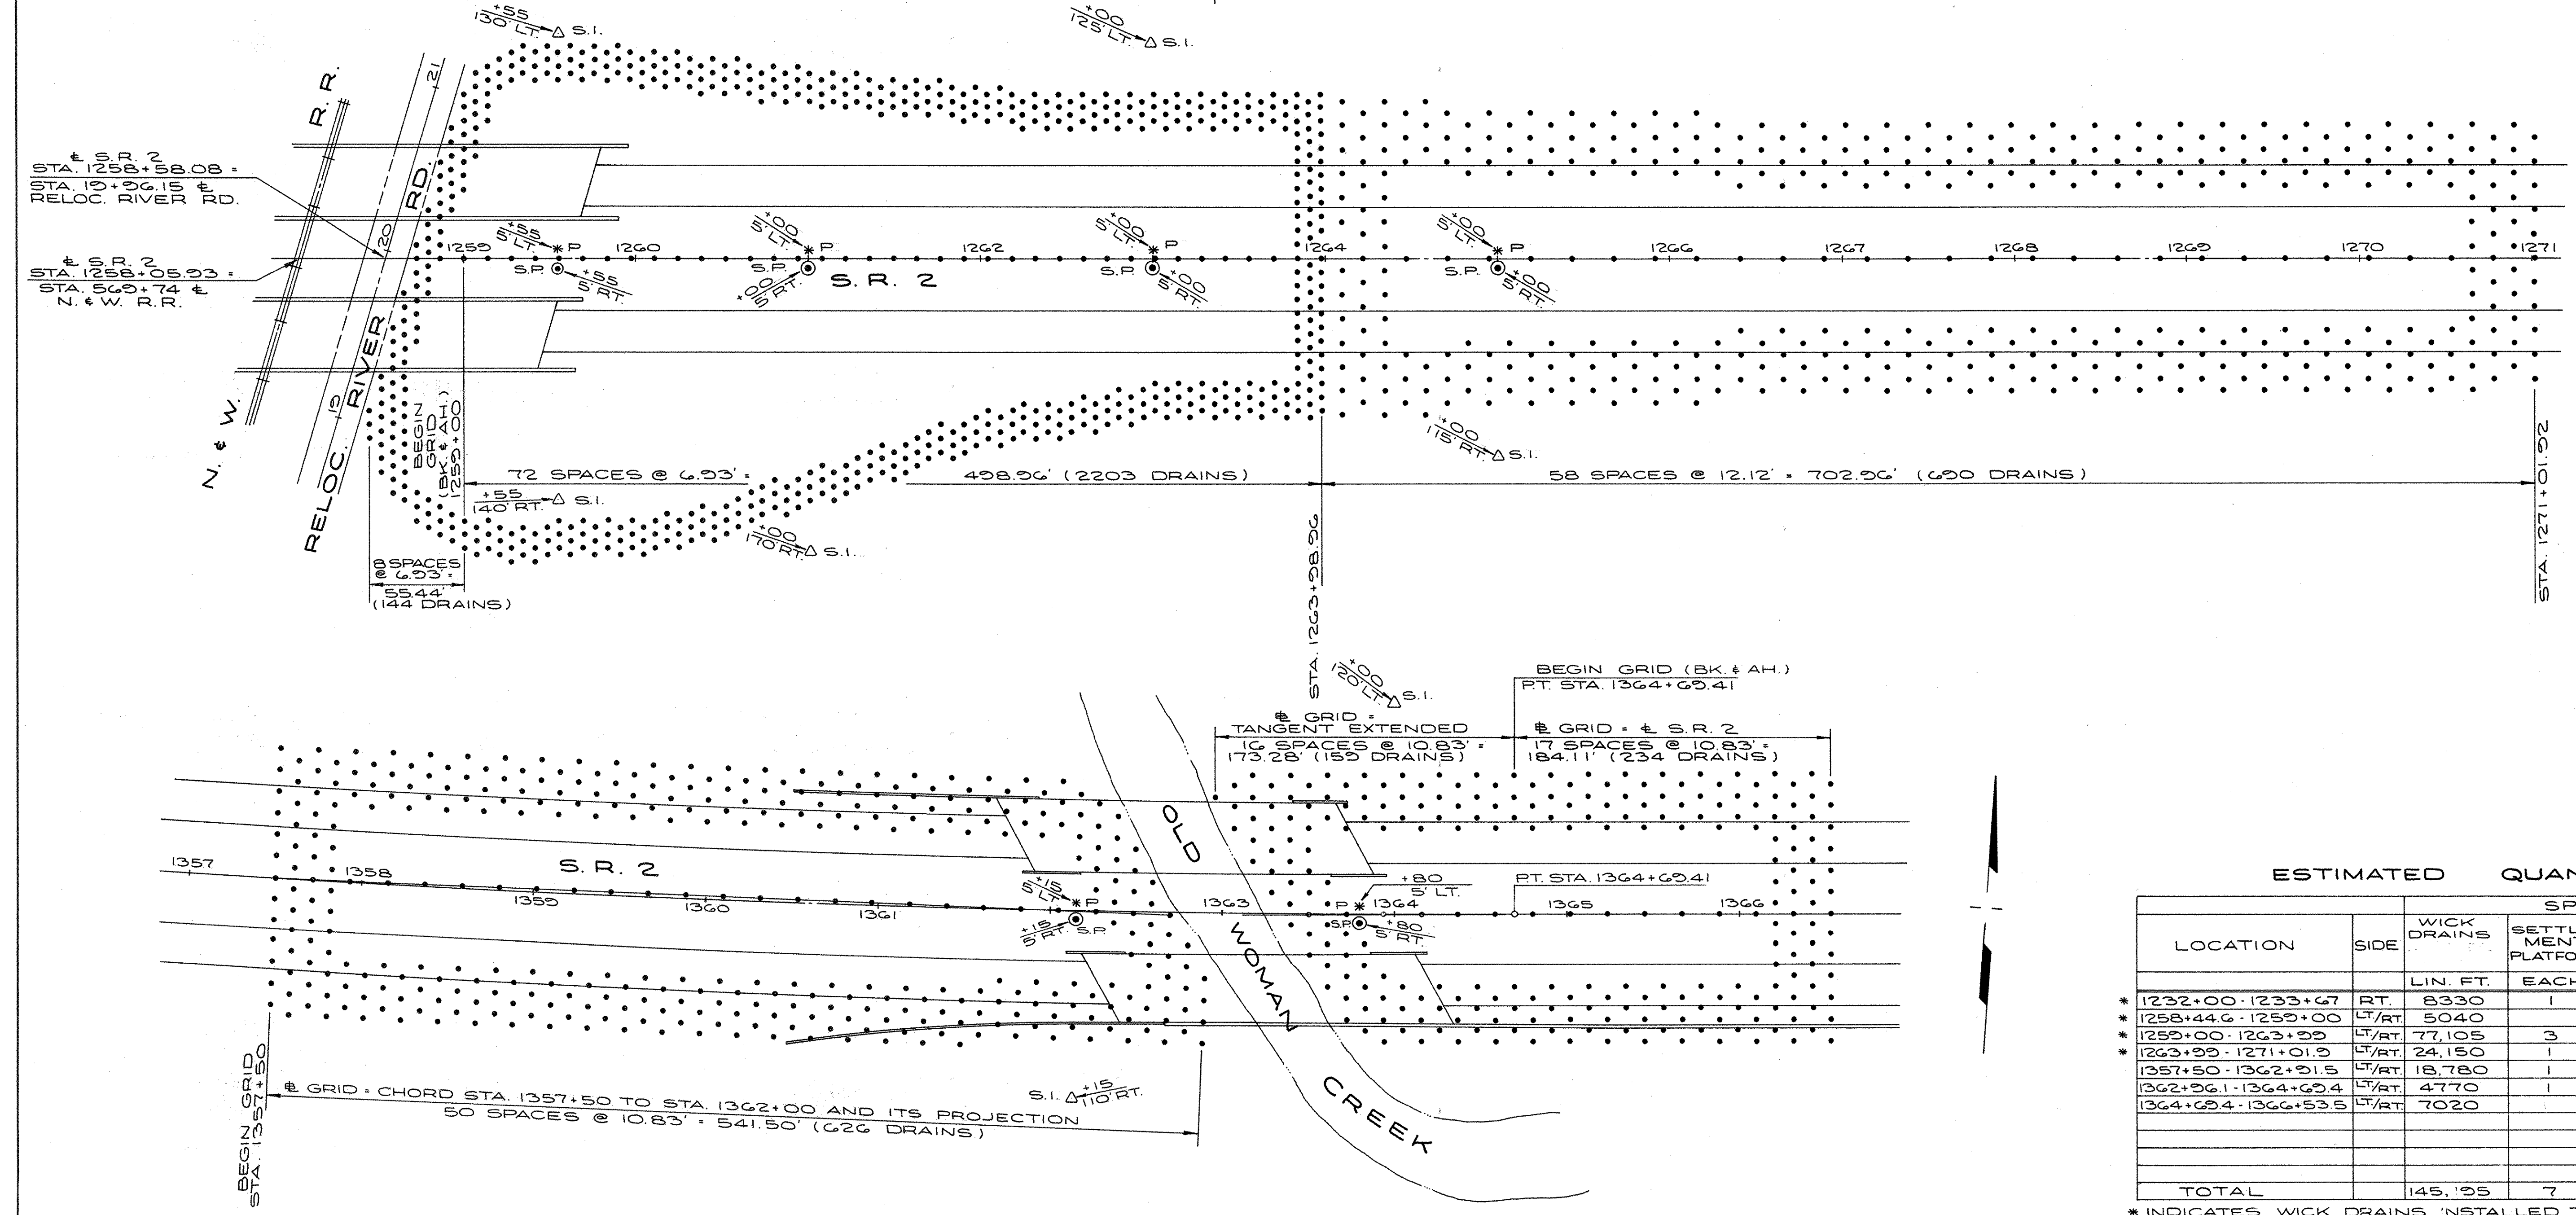 +55
130' LT. △ S.I.
+00
125' LT. △ S.I.
R. R.
21
℄ S.R. 2
STA. 1258+58.08 =
STA. 19+96.15 ℄
RELOC. RIVER RD.
℄ S.R. 2
STA. 1258+05.93 =
STA. 569+74 ℄
N. & W. R.R.
N. & W.
RELOC. RIVER RD.
19
20
1259
+55
5' LT.
P
S.P.
+55
5' RT.
1260
+00
5' LT.
P
S.P.
+00
5' RT.
S.R. 2
1262
+00
5' LT.
P
S.P.
+00
5' RT.
1264
+00
5' LT.
P
S.P.
+00
5' RT.
1266
1267
1268
1269
1270
1271
BEGIN
GRID
(BK. & AH.)
1259+00
72 SPACES @ 6.93' =
498.96' (2203 DRAINS)
58 SPACES @ 12.12' = 702.96' (690 DRAINS)
+00
115' RT. △ S.I.
+55
140' RT. △ S.I.
+00
170' RT. △ S.I.
8 SPACES
@ 6.93' =
55.44'
(144 DRAINS)
STA. 1263+98.96
STA. 1271+01.92
+00
120' LT. △ S.I.
BEGIN GRID (BK. & AH.)
P.T. STA. 1364+69.41
℄ GRID =
TANGENT EXTENDED
16 SPACES @ 10.83' =
173.28' (159 DRAINS)
℄ GRID = ℄ S.R. 2
17 SPACES @ 10.83' =
184.11' (234 DRAINS)
1357
1358
S.R. 2
1359
1360
1361
+15
5' LT.
P
+15
5' RT.
S.P.
1363
+80
5' LT.
P
1364
S.P.
+80
5' RT.
P.T. STA. 1364+69.41
1365
1366
OLD
WOMAN
CREEK
BEGIN GRID
STA. 1357+50
℄ GRID = CHORD STA. 1357+50 TO STA. 1362+00 AND ITS PROJECTION
50 SPACES @ 10.83' = 541.50' (626 DRAINS)
S.I. △ +15
110' RT.
ESTIMATED QUAN
SP
LOCATION SIDE WICK DRAINS SETTL MENT PLATFO
LIN. FT. EACH
* 1232+00 - 1233+67 RT. 8330 1
* 1258+44.6 - 1259+00 LT./RT. 5040
* 1259+00 - 1263+99 LT./RT. 77,105 3
* 1263+99 - 1271+01.9 LT./RT. 24,150 1
1357+50 - 1362+91.5 LT./RT. 18,780 1
1362+96.1 - 1364+69.4 LT./RT. 4770 1
1364+69.4 - 1366+53.5 LT./RT. 7020
TOTAL 145, 195 7
* INDICATES WICK DRAINS INSTALLED